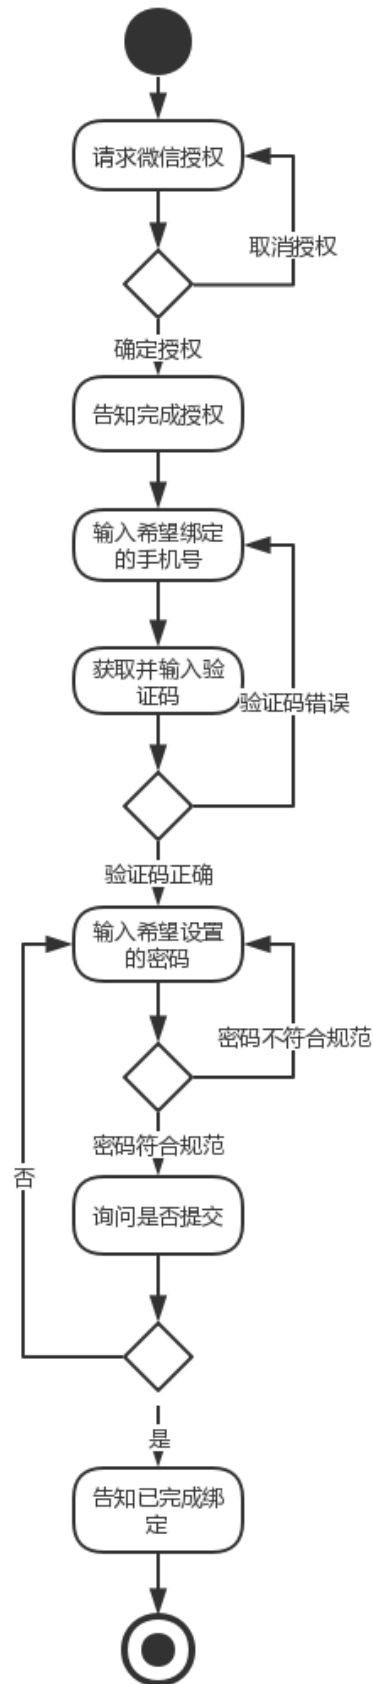 请求微信授权
取消授权
确定授权
告知完成授权
输入希望绑定
的手机号
获取并输入验
证码
验证码错误
验证码正确
输入希望设置
的密码
密码不符合规范
密码符合规范
否
询问是否提交
是
告知已完成绑
定